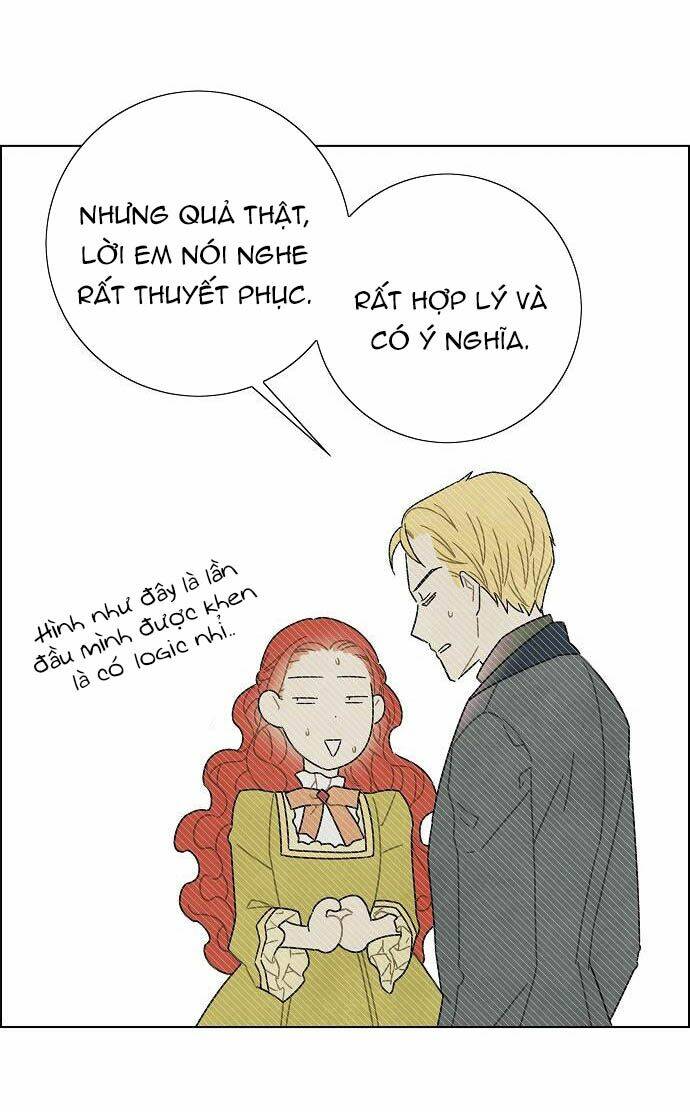 NHƯNG QUẢ THẬT,
LỜI EM NÓI NGHE
RẤT THUYẾT PHỤC.
RẤT HỢP LÝ VÀ
CÓ Ý NGHĨA.
Hình như đây là lần
đầu mình được khen
là có logic nhỉ..